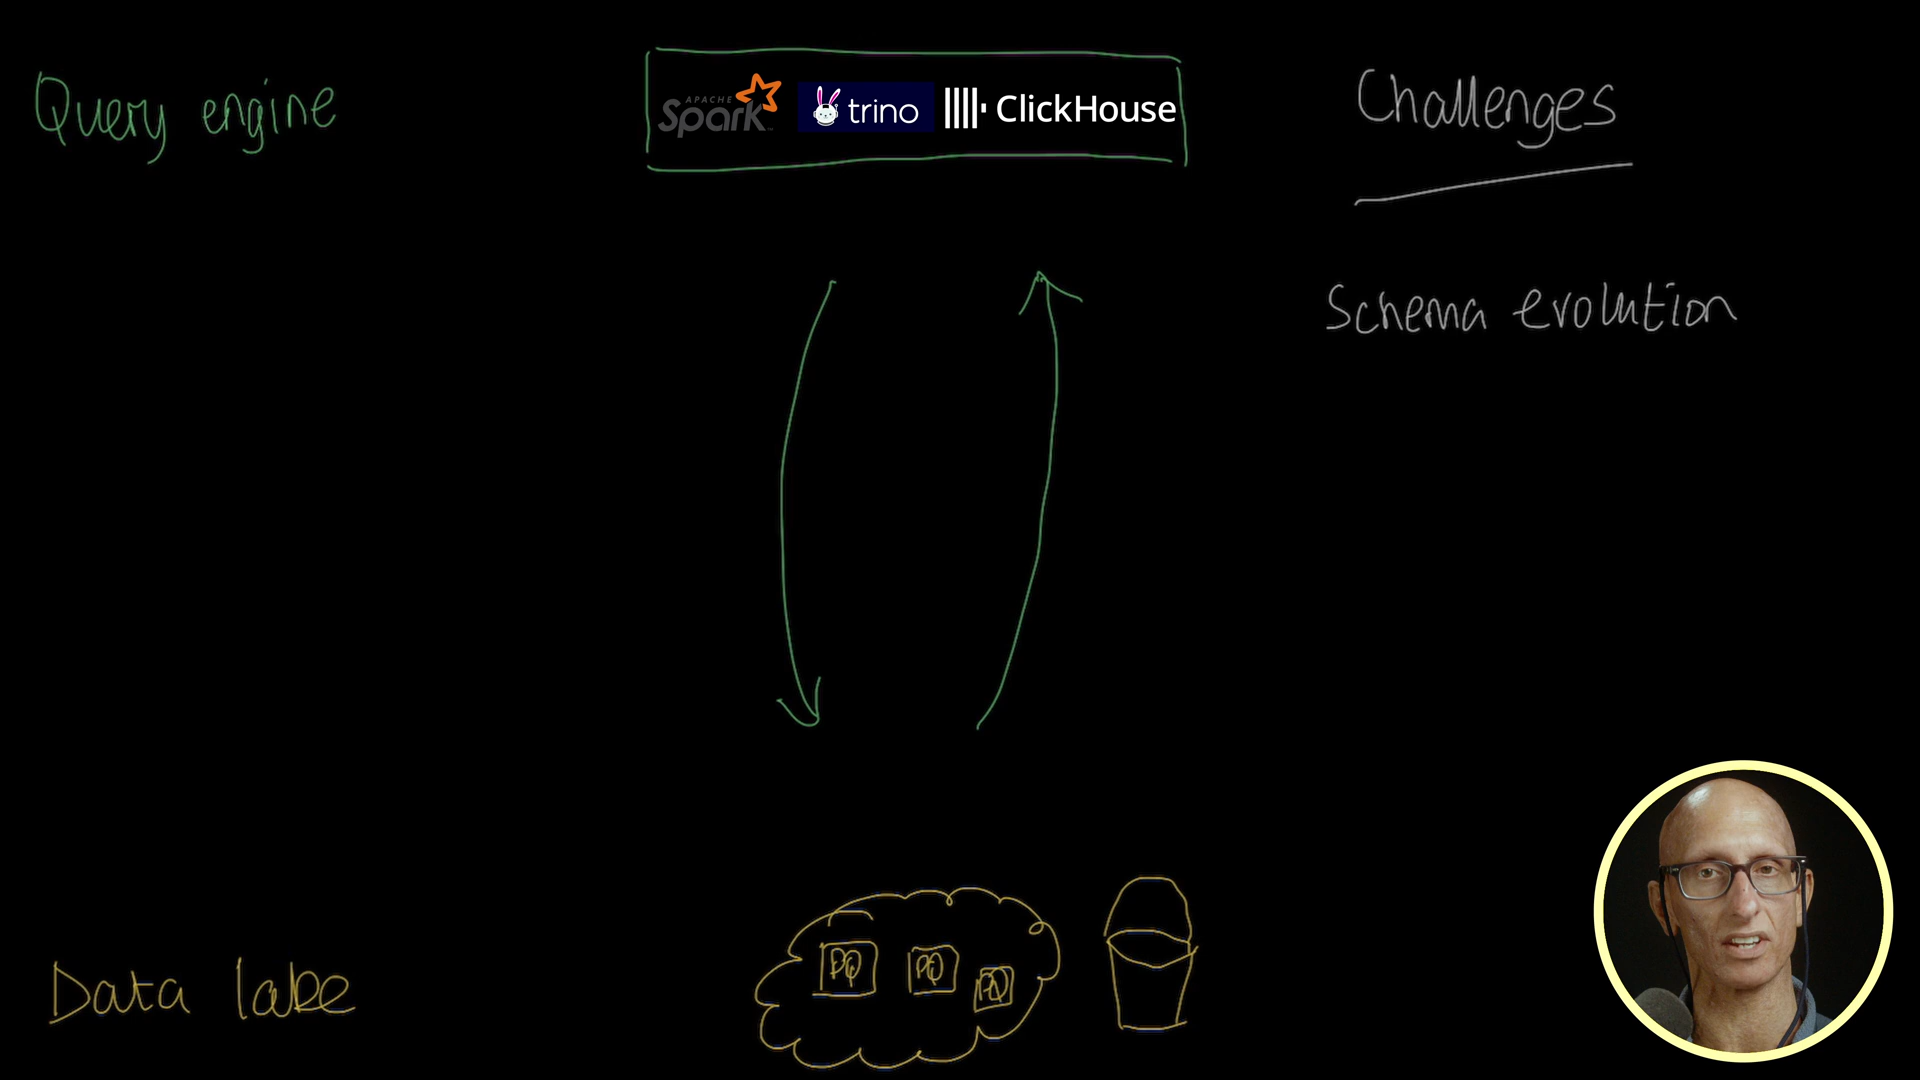 Query engine
APACHE Spark trino ClickHouse
Challenges
Schema evolution
PQ PQ PQ
Data lake